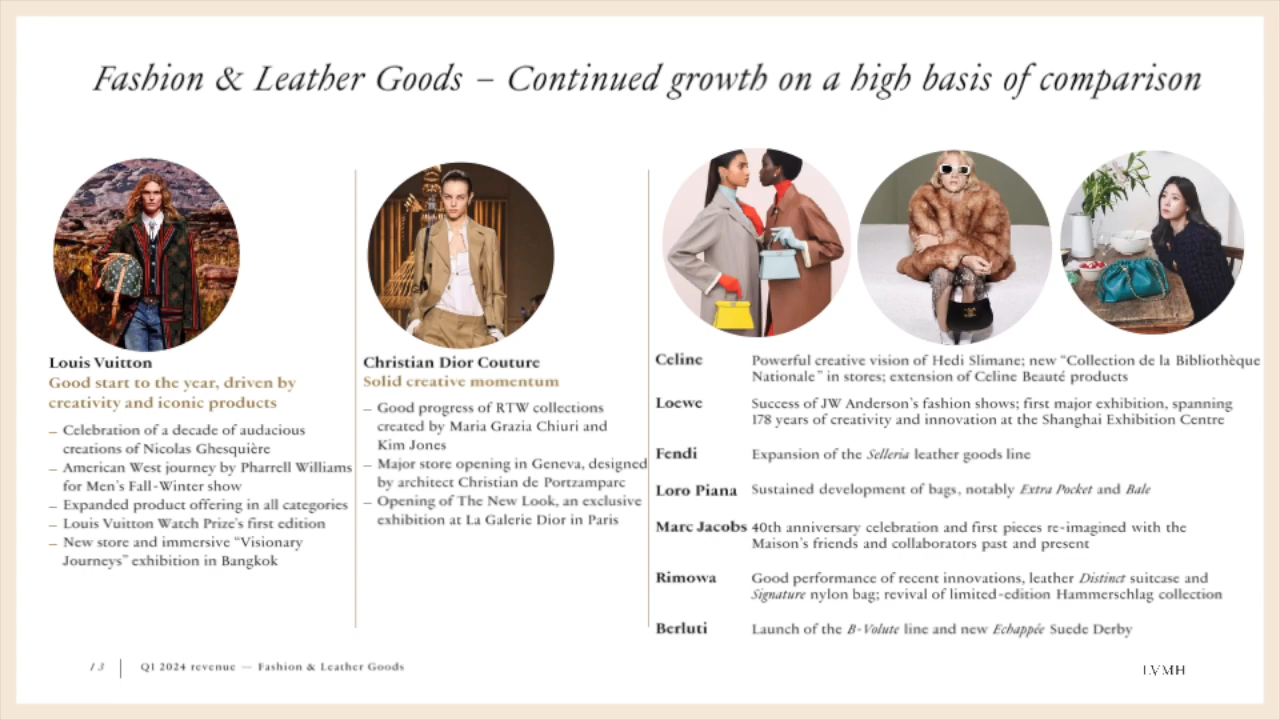 Fashion & Leather Goods – Continued growth on a high basis of comparison
Louis Vuitton
Good start to the year, driven by
creativity and iconic products
– Celebration of a decade of audacious
creations of Nicolas Ghesquière
– American West journey by Pharrell Williams
for Men's Fall-Winter show
– Expanded product offering in all categories
– Louis Vuitton Watch Prize's first edition
– New store and immersive “Visionary
Journeys” exhibition in Bangkok
Christian Dior Couture
Solid creative momentum
– Good progress of RTW collections
created by Maria Grazia Chiuri and
Kim Jones
– Major store opening in Geneva, designed
by architect Christian de Portzamparc
– Opening of The New Look, an exclusive
exhibition at La Galerie Dior in Paris
Celine Powerful creative vision of Hedi Slimane; new “Collection de la Bibliothèque
Nationale” in stores; extension of Celine Beauté products
Loewe Success of JW Anderson's fashion shows; first major exhibition, spanning
178 years of creativity and innovation at the Shanghai Exhibition Centre
Fendi Expansion of the Selleria leather goods line
Loro Piana Sustained development of bags, notably Extra Pocket and Bale
Marc Jacobs 40th anniversary celebration and first pieces re-imagined with the
Maison's friends and collaborators past and present
Rimowa Good performance of recent innovations, leather Distinct suitcase and
Signature nylon bag; revival of limited-edition Hammerschlag collection
Berluti Launch of the B-Volute line and new Echappée Suede Derby
/ 3 Q1 2024 revenue — Fashion & Leather Goods
LVMH